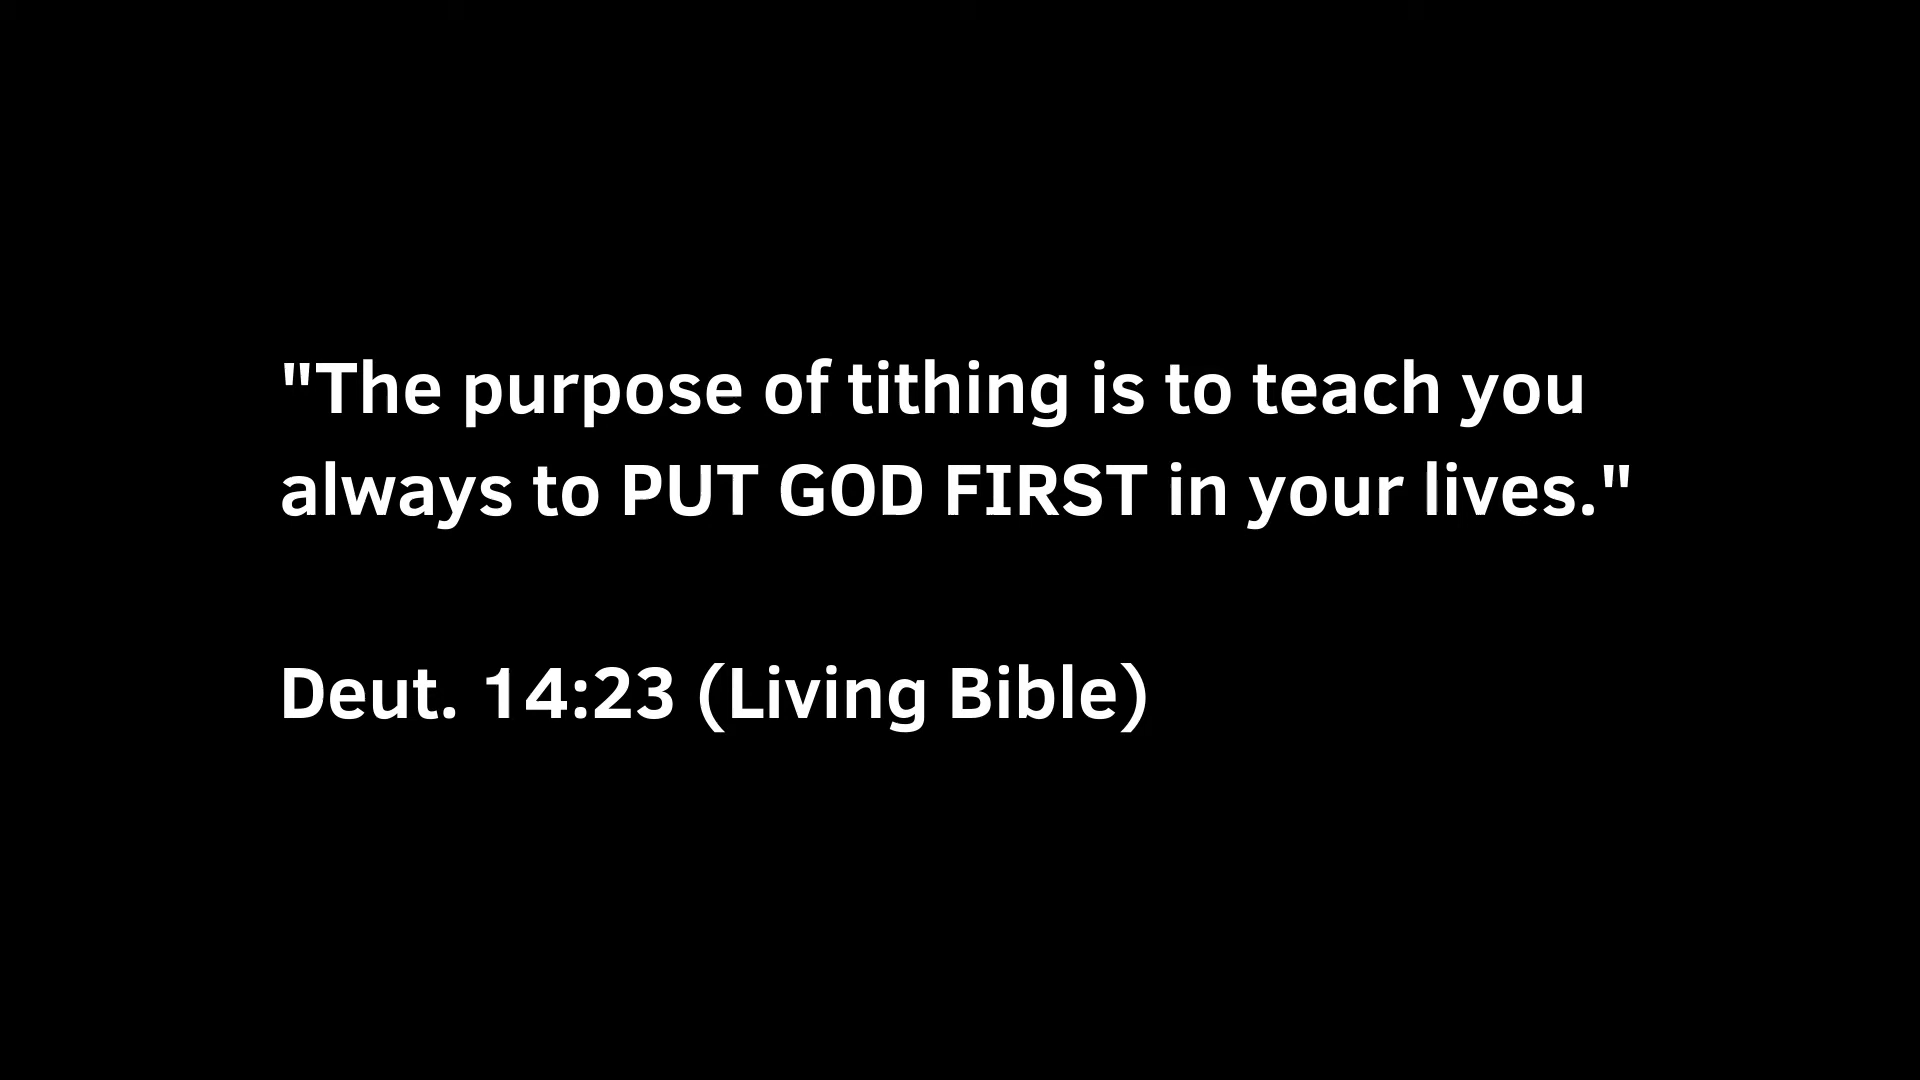 "The purpose of tithing is to teach you
always to PUT GOD FIRST in your lives."
Deut. 14:23 (Living Bible)